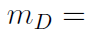 m_D =